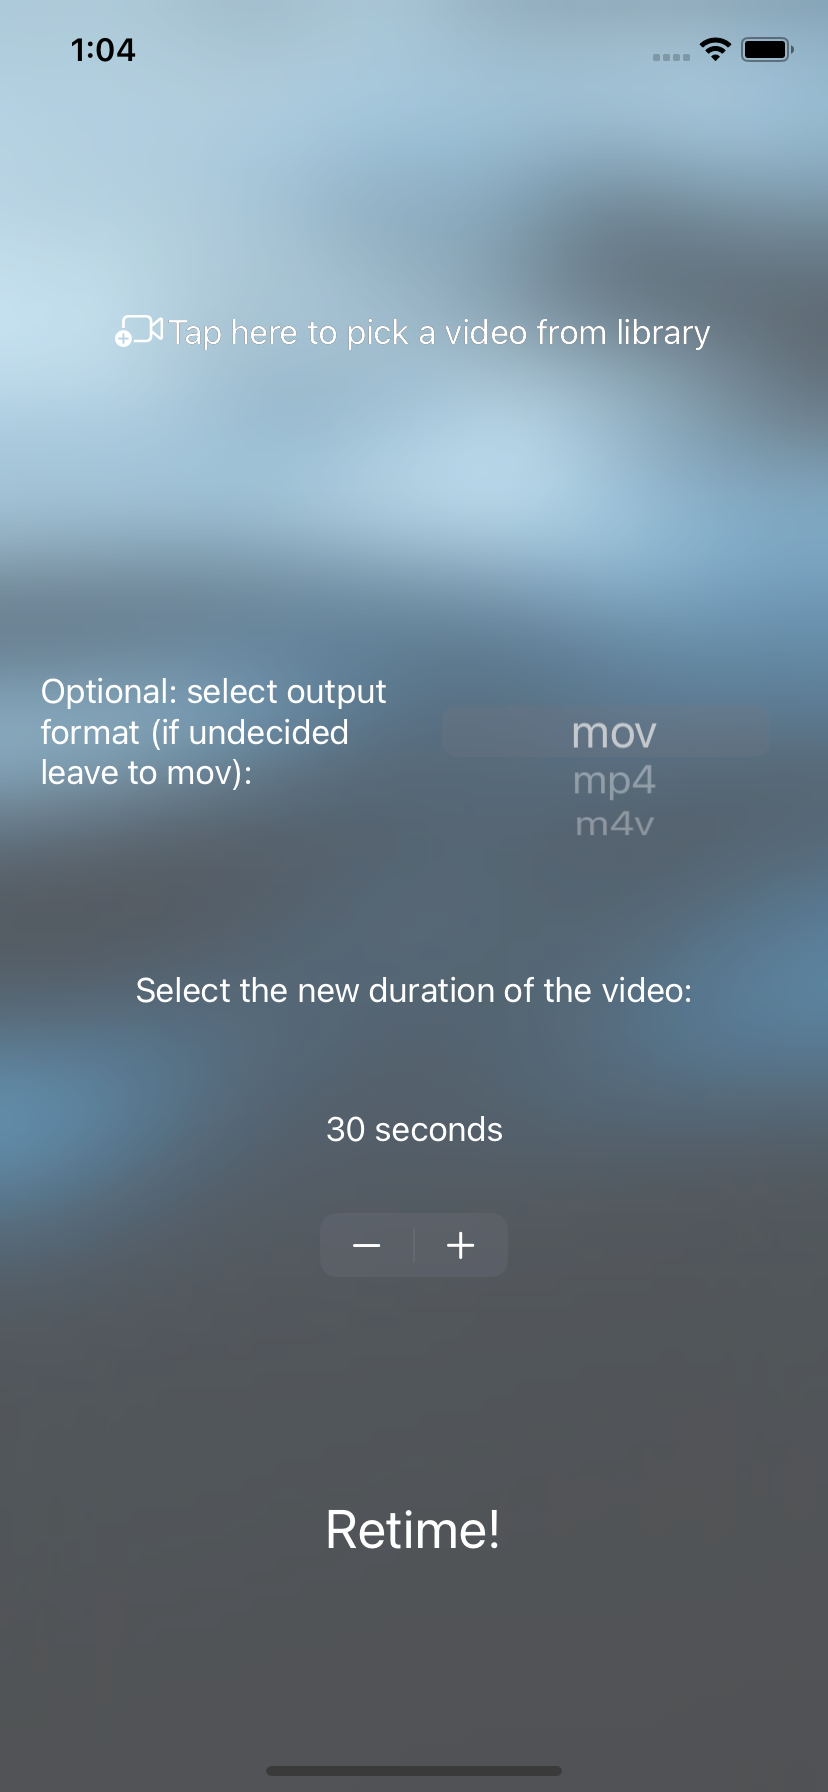 1:04
Tap here to pick a video from library
Optional: select output
format (if undecided
leave to mov):
mov
mp4
m4v
Select the new duration of the video:
30 seconds
Retime!